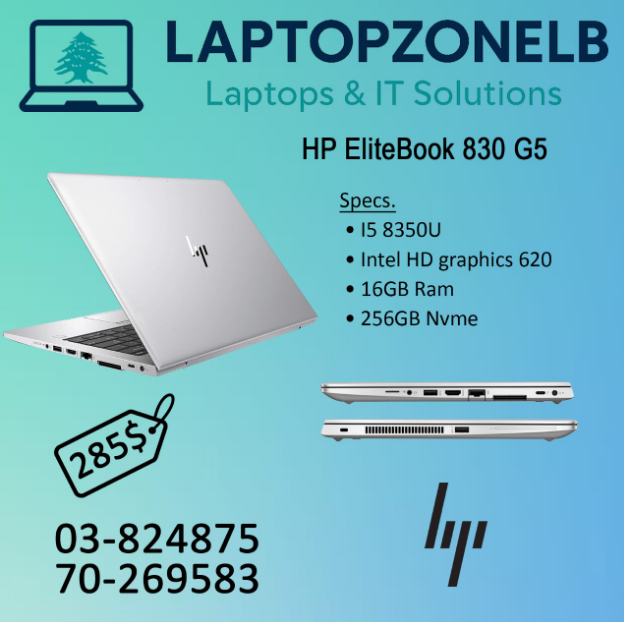 LAPTOPZONELB
Laptops & IT Solutions
HP EliteBook 830 G5
Specs.
• I5 8350U
• Intel HD graphics 620
• 16GB Ram
• 256GB Nvme
285$
03-824875
70-269583
hp